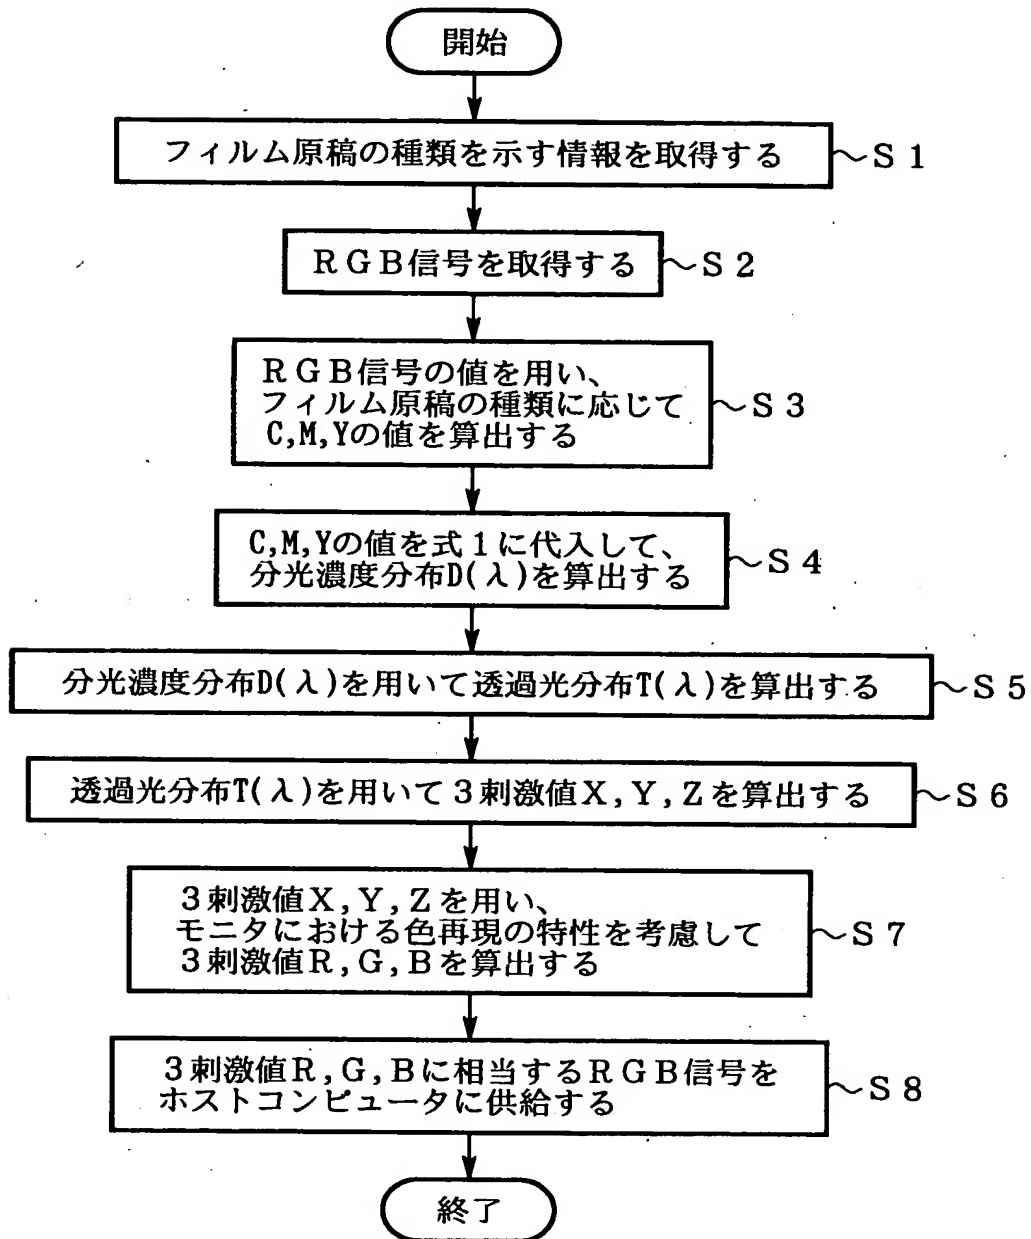 開始
フィルム原稿の種類を示す情報を取得する ～S1
RGB信号を取得する ～S2
RGB信号の値を用い、
フィルム原稿の種類に応じて ～S3
C,M,Yの値を算出する
C,M,Yの値を式1に代入して、
分光濃度分布D(λ)を算出する ～S4
分光濃度分布D(λ)を用いて透過光分布T(λ)を算出する ～S5
透過光分布T(λ)を用いて3刺激値X,Y,Zを算出する ～S6
3刺激値X,Y,Zを用い、
モニタにおける色再現の特性を考慮して ～S7
3刺激値R,G,Bを算出する
3刺激値R,G,Bに相当するRGB信号を
ホストコンピュータに供給する ～S8
終了